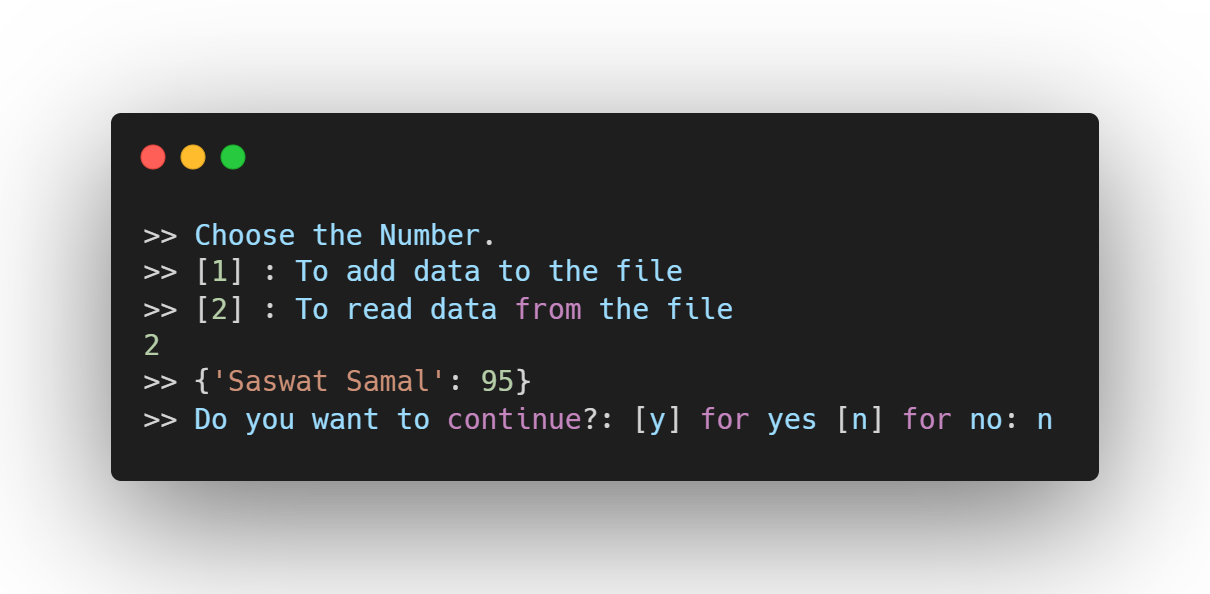 >> Choose the Number.
>> [1] : To add data to the file
>> [2] : To read data from the file
2
>> {'Saswat Samal': 95}
>> Do you want to continue?: [y] for yes [n] for no: n